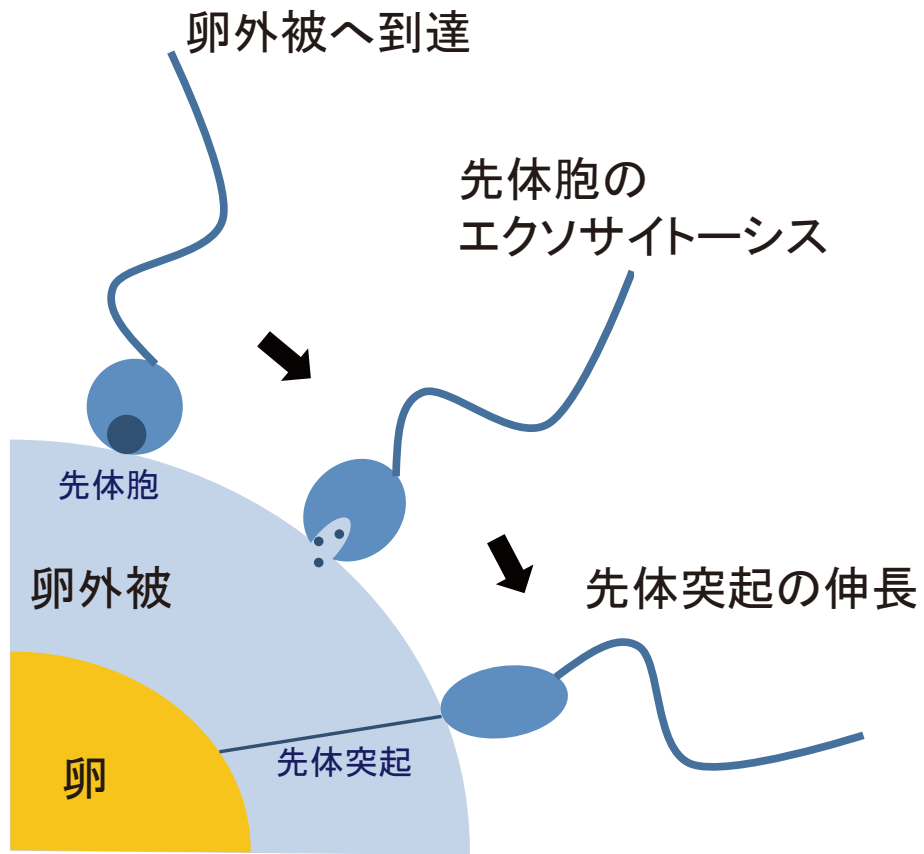 卵外被へ到達
先体胞の
エクソサイトーシス
先体胞
卵外被
先体突起の伸長
先体突起
卵